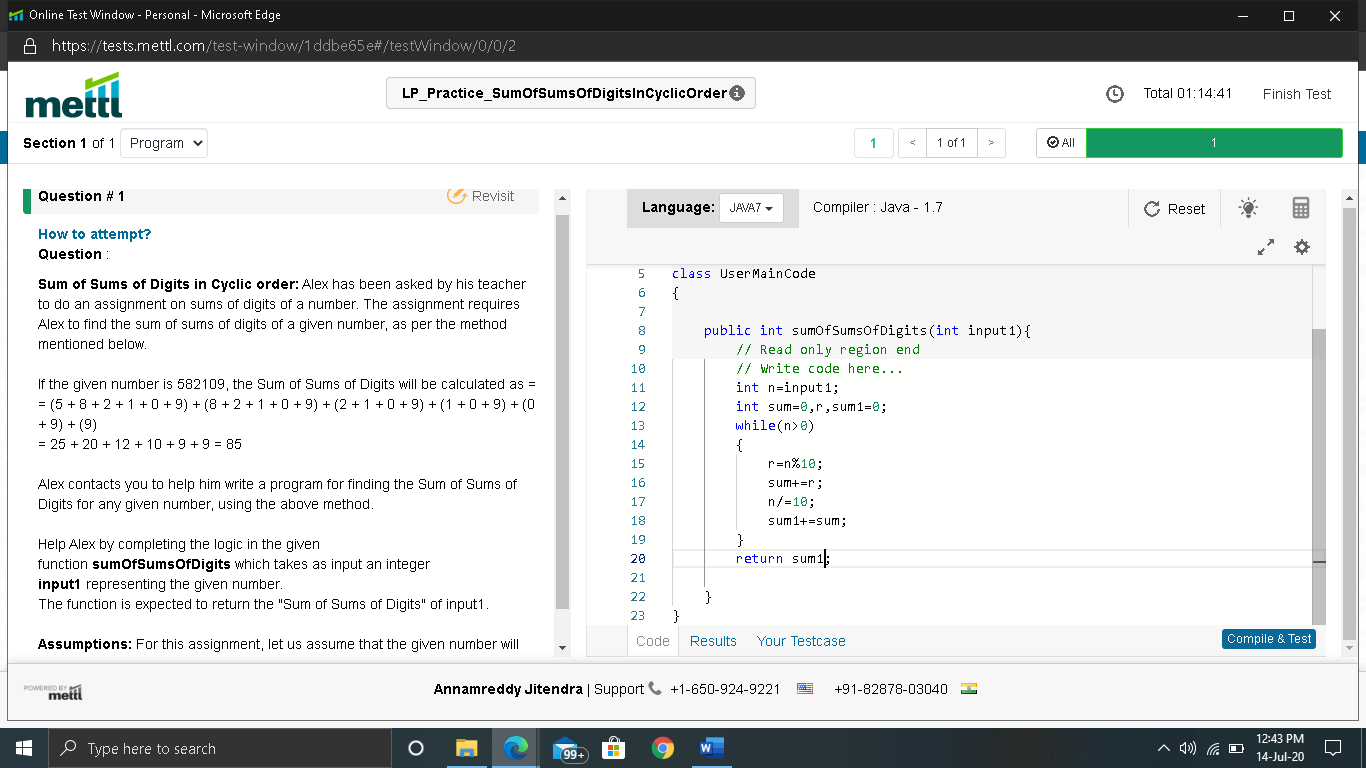 Online Test Window - Personal - Microsoft Edge
https://tests.mettl.com/test-window/1ddbe65e#/testWindow/0/0/2
mettl
LP_Practice_SumOfSumsOfDigitsInCyclicOrder
Total 01:14:41
Finish Test
Section 1 of 1 Program
1 < 1 of 1 > All 1
Question # 1
Revisit
Language: JAVA7
Compiler : Java - 1.7
Reset
How to attempt?
Question :
Sum of Sums of Digits in Cyclic order: Alex has been asked by his teacher
to do an assignment on sums of digits of a number. The assignment requires
Alex to find the sum of sums of digits of a given number, as per the method
mentioned below.
If the given number is 582109, the Sum of Sums of Digits will be calculated as =
= (5 + 8 + 2 + 1 + 0 + 9) + (8 + 2 + 1 + 0 + 9) + (2 + 1 + 0 + 9) + (1 + 0 + 9) + (0
+ 9) + (9)
= 25 + 20 + 12 + 10 + 9 + 9 = 85
Alex contacts you to help him write a program for finding the Sum of Sums of
Digits for any given number, using the above method.
Help Alex by completing the logic in the given
function sumOfSumsOfDigits which takes as input an integer
input1 representing the given number.
The function is expected to return the "Sum of Sums of Digits" of input1.
Assumptions: For this assignment, let us assume that the given number will
5 class UserMainCode
6 {
7
8 public int sumOfSumsOfDigits(int input1){
9 // Read only region end
10 // Write code here...
11 int n=input1;
12 int sum=0,r,sum1=0;
13 while(n>0)
14 {
15 r=n%10;
16 sum+=r;
17 n/=10;
18 sum1+=sum;
19 }
20 return sum1;
21
22 }
23 }
Code Results Your Testcase
Compile & Test
POWERED BY mettl
Annamreddy Jitendra | Support +1-650-924-9221 +91-82878-03040
Type here to search
99+
12:43 PM
14-Jul-20